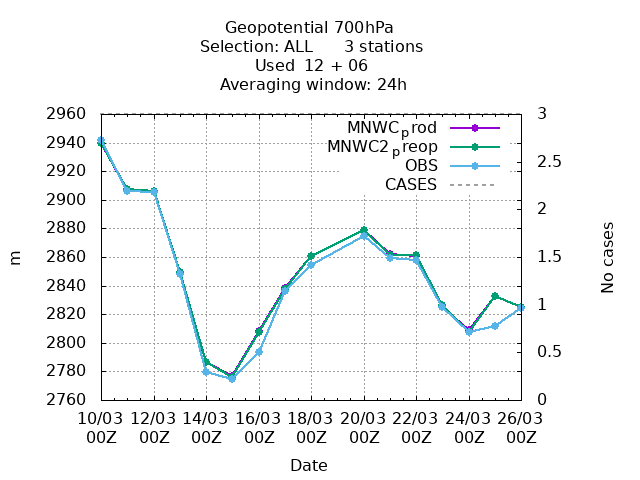 Geopotential 700hPa
Selection: ALL 3 stations
Used 12 + 06
Averaging window: 24h
2960
2940
2920
2900
2880
2860
2840
2820
2800
2780
2760
m
3
2.5
2
1.5
1
0.5
0
No cases
MNWC_prod
MNWC2_preop
OBS
CASES
10/03 12/03 14/03 16/03 18/03 20/03 22/03 24/03 26/03
00Z 00Z 00Z 00Z 00Z 00Z 00Z 00Z 00Z
Date